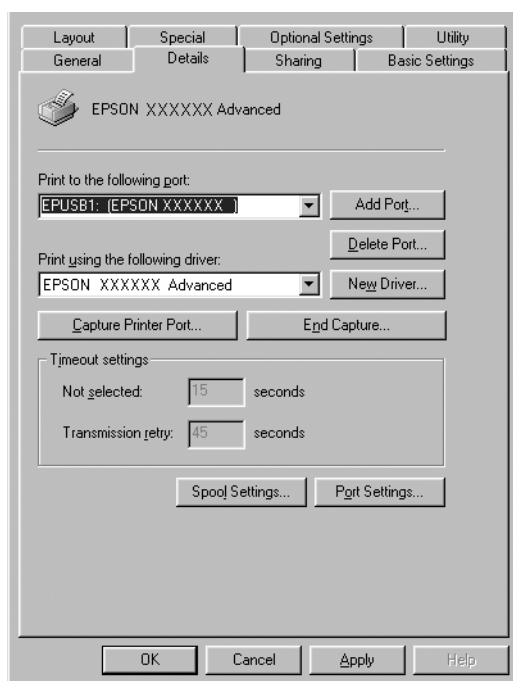 Layout Special Optional Settings Utility
General Details Sharing Basic Settings
EPSON XXXXXX Advanced
Print to the following port:
EPUSB1: (EPSON XXXXXX ) Add Port...
Delete Port...
Print using the following driver:
EPSON XXXXXX Advanced New Driver...
Capture Printer Port... End Capture...
Timeout settings
Not selected: 15 seconds
Transmission retry: 45 seconds
Spool Settings... Port Settings...
OK Cancel Apply Help